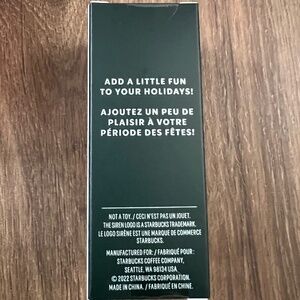 ADD A LITTLE FUN
TO YOUR HOLIDAYS!
AJOUTEZ UN PEU DE
PLAISIR À VOTRE
PÉRIODE DES FÊTES!
NOT A TOY. / CECI N'EST PAS UN JOUET.
THE SIREN LOGO IS A STARBUCKS TRADEMARK.
LE LOGO SIRÈNE EST UNE MARQUE DE COMMERCE
STARBUCKS.
MANUFACTURED FOR: / FABRIQUÉ POUR:
STARBUCKS COFFEE COMPANY,
SEATTLE, WA 98134 USA
© 2022 STARBUCKS CORPORATION.
MADE IN CHINA. / FABRIQUÉ EN CHINE.